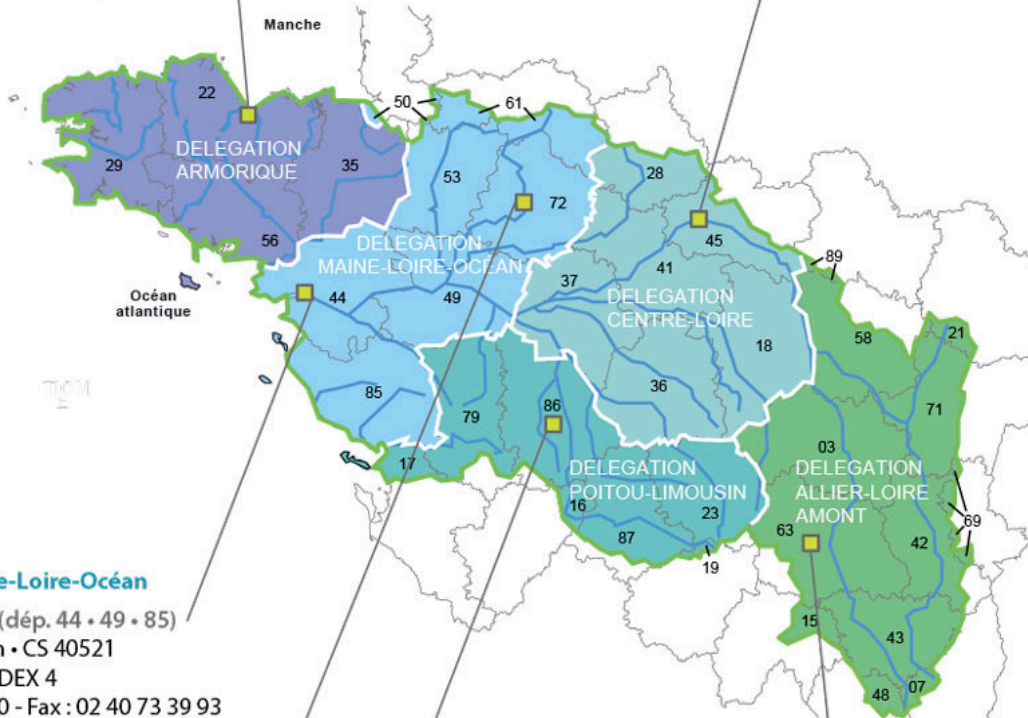 Manche
50
61
22
DELEGATION
ARMORIQUE
29
35
53
28
72
56
45
DELEGATION
MAINE-LOIRE-OCÉAN
89
41
37
Océan
atlantique
44
49
DELEGATION
CENTRE-LOIRE
58
21
18
36
85
71
86
79
03
17
DELEGATION
POITOU-LIMOUSIN
DELEGATION
ALLIER-LOIRE
AMONT
16
23
69
63
42
87
19
e-Loire-Océan
(dép. 44 • 49 • 85)
15
n • CS 40521
43
DEX 4
48
07
0 - Fax : 02 40 73 39 93